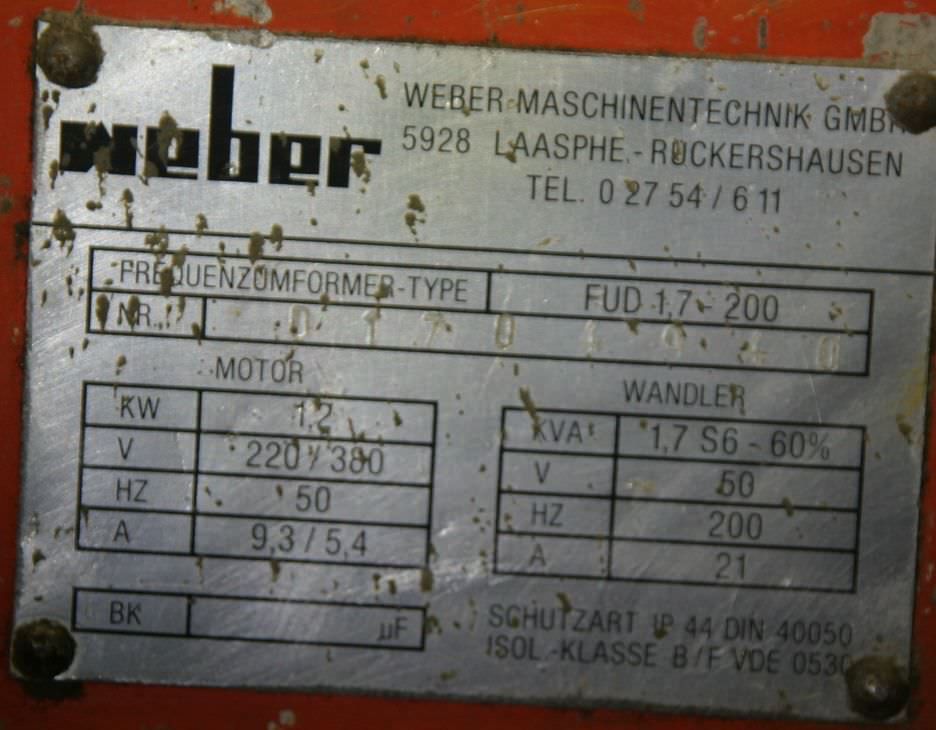 weber
WEBER-MASCHINENTECHNIK GMBH
5928 LAASPHE - RÜCKERSHAUSEN
TEL. 0 27 54 / 6 11
FREQUENZUMFORMER-TYPE FUD 1,7 - 200
NR.
MOTOR
KW 1,2
V 220 / 380
HZ 50
A 9,3 / 5,4
BK µF
WANDLER
KVA 1,7 S6 - 60%
V 50
HZ 200
A 21
SCHUTZART IP 44 DIN 40050
ISOL.-KLASSE B / F VDE 0530